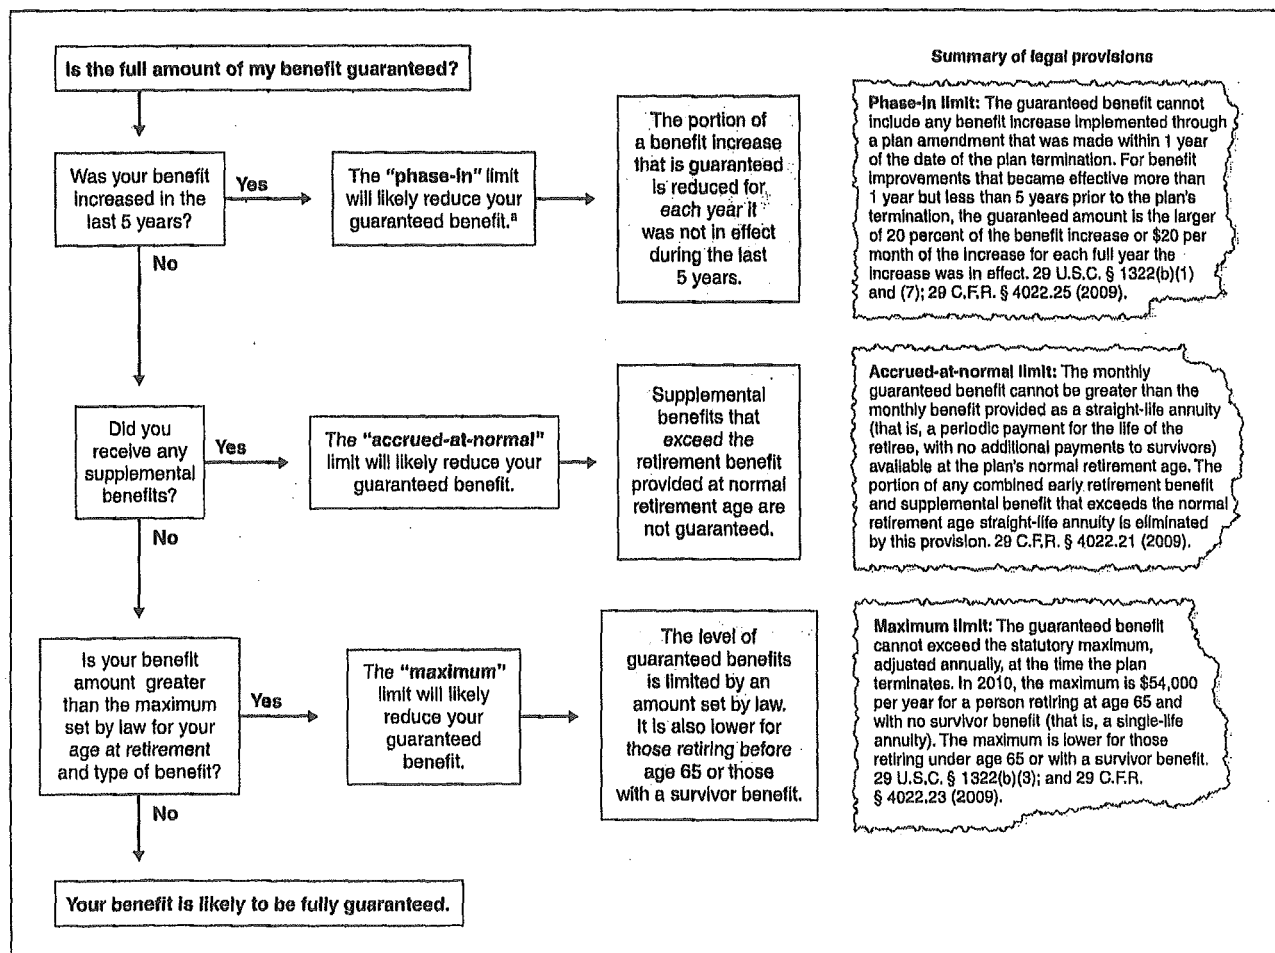 Is the full amount of my benefit guaranteed?
Was your benefit
increased in the
last 5 years?
Yes
The "phase-in" limit
will likely reduce your
guaranteed benefit.a
The portion of
a benefit increase
that is guaranteed
is reduced for
each year it
was not in effect
during the last
5 years.
No
Did you
receive any
supplemental
benefits?
Yes
The "accrued-at-normal"
limit will likely reduce your
guaranteed benefit.
Supplemental
benefits that
exceed the
retirement benefit
provided at normal
retirement age are
not guaranteed.
No
Is your benefit
amount greater
than the maximum
set by law for your
age at retirement
and type of benefit?
Yes
The "maximum"
limit will likely
reduce your
guaranteed
benefit.
The level of
guaranteed benefits
is limited by an
amount set by law.
It is also lower for
those retiring before
age 65 or those
with a survivor benefit.
No
Your benefit is likely to be fully guaranteed.
Summary of legal provisions
Phase-in limit: The guaranteed benefit cannot
include any benefit increase implemented through
a plan amendment that was made within 1 year
of the date of the plan termination. For benefit
improvements that became effective more than
1 year but less than 5 years prior to the plan's
termination, the guaranteed amount is the larger
of 20 percent of the benefit increase or $20 per
month of the increase for each full year the
increase was in effect. 29 U.S.C. § 1322(b)(1)
and (7); 29 C.F.R. § 4022.25 (2009).
Accrued-at-normal limit: The monthly
guaranteed benefit cannot be greater than the
monthly benefit provided as a straight-life annuity
(that is, a periodic payment for the life of the
retiree, with no additional payments to survivors)
available at the plan's normal retirement age. The
portion of any combined early retirement benefit
and supplemental benefit that exceeds the normal
retirement age straight-life annuity is eliminated
by this provision. 29 C.F.R. § 4022.21 (2009).
Maximum limit: The guaranteed benefit
cannot exceed the statutory maximum,
adjusted annually, at the time the plan
terminates. In 2010, the maximum is $54,000
per year for a person retiring at age 65 and
with no survivor benefit (that is, a single-life
annuity). The maximum is lower for those
retiring under age 65 or with a survivor benefit.
29 U.S.C. § 1322(b)(3); and 29 C.F.R.
§ 4022.23 (2009).